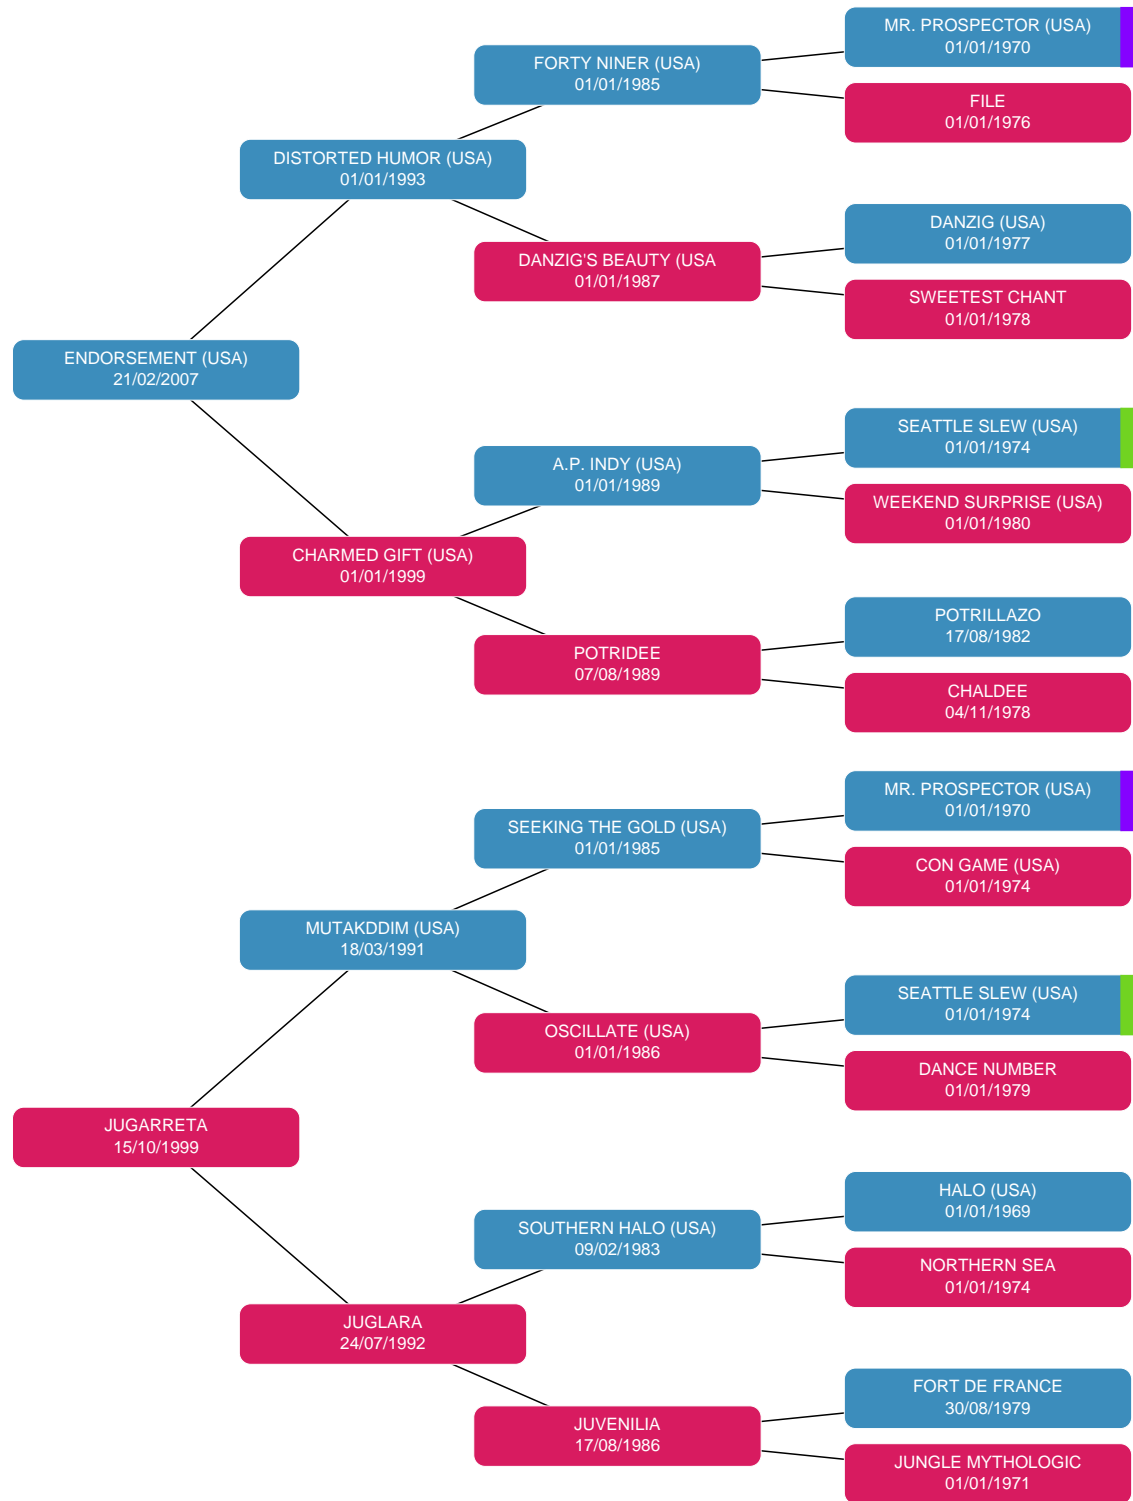 MR. PROSPECTOR (USA)
01/01/1970
FORTY NINER (USA)
01/01/1985
FILE
01/01/1976
DISTORTED HUMOR (USA)
01/01/1993
DANZIG (USA)
01/01/1977
DANZIG'S BEAUTY (USA
01/01/1987
SWEETEST CHANT
01/01/1978
ENDORSEMENT (USA)
21/02/2007
SEATTLE SLEW (USA)
01/01/1974
A.P. INDY (USA)
01/01/1989
WEEKEND SURPRISE (USA)
01/01/1980
CHARMED GIFT (USA)
01/01/1999
POTRILLAZO
17/08/1982
POTRIDEE
07/08/1989
CHALDEE
04/11/1978
MR. PROSPECTOR (USA)
01/01/1970
SEEKING THE GOLD (USA)
01/01/1985
CON GAME (USA)
01/01/1974
MUTAKDDIM (USA)
18/03/1991
SEATTLE SLEW (USA)
01/01/1974
OSCILLATE (USA)
01/01/1986
DANCE NUMBER
01/01/1979
JUGARRETA
15/10/1999
HALO (USA)
01/01/1969
SOUTHERN HALO (USA)
09/02/1983
NORTHERN SEA
01/01/1974
JUGLARA
24/07/1992
FORT DE FRANCE
30/08/1979
JUVENILIA
17/08/1986
JUNGLE MYTHOLOGIC
01/01/1971